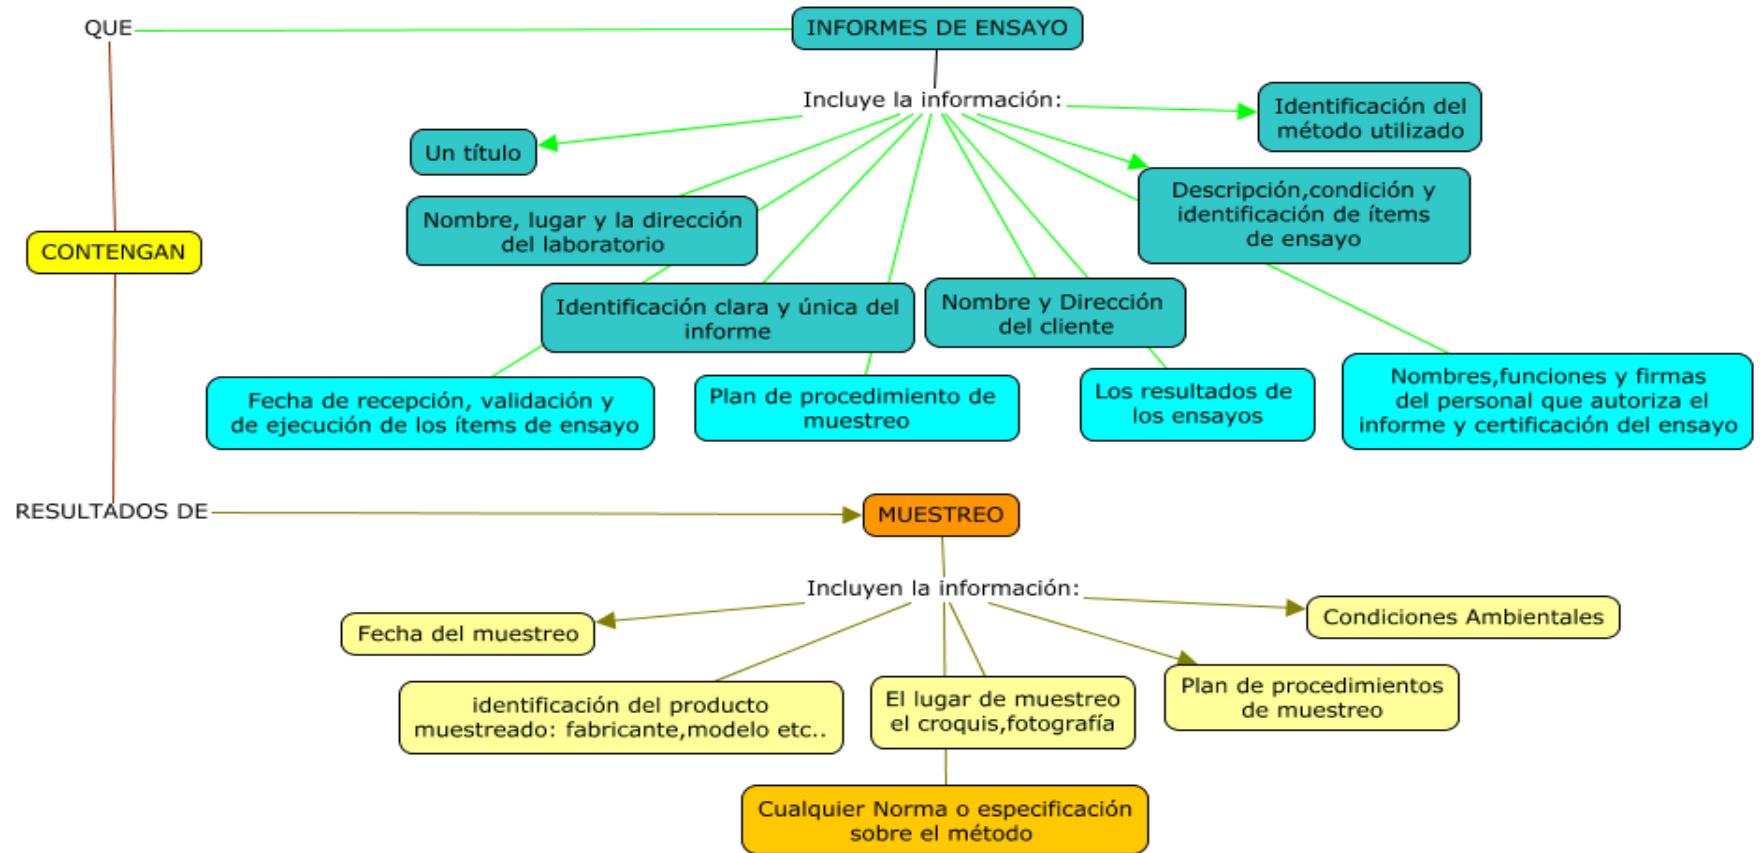 QUE
INFORMES DE ENSAYO
Incluye la información:
Identificación del
método utilizado
Un título
Descripción,condición y
identificación de ítems
de ensayo
Nombre, lugar y la dirección
del laboratorio
CONTENGAN
Identificación clara y única del
informe
Nombre y Dirección
del cliente
Fecha de recepción, validación y
de ejecución de los ítems de ensayo
Plan de procedimiento de
muestreo
Los resultados de
los ensayos
Nombres,funciones y firmas
del personal que autoriza el
informe y certificación del ensayo
RESULTADOS DE
MUESTREO
Incluyen la información:
Fecha del muestreo
Condiciones Ambientales
identificación del producto
muestreado: fabricante,modelo etc..
El lugar de muestreo
el croquis,fotografía
Plan de procedimientos
de muestreo
Cualquier Norma o especificación
sobre el método